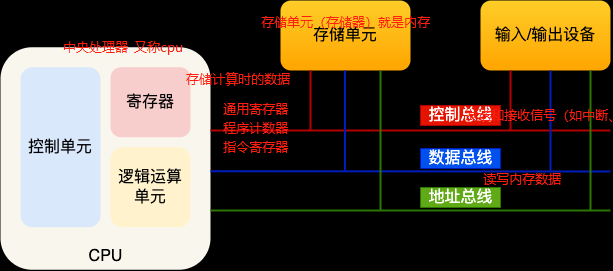 存储单元（存储器）就是内存
存储单元
输入/输出设备
中央处理器 又称cpu
存储计算时的数据
寄存器
控制单元
通用寄存器
程序计数器
指令寄存器
控制总线
接收信号（如中断、
数据总线
逻辑运算
单元
读写内存数据
地址总线
CPU